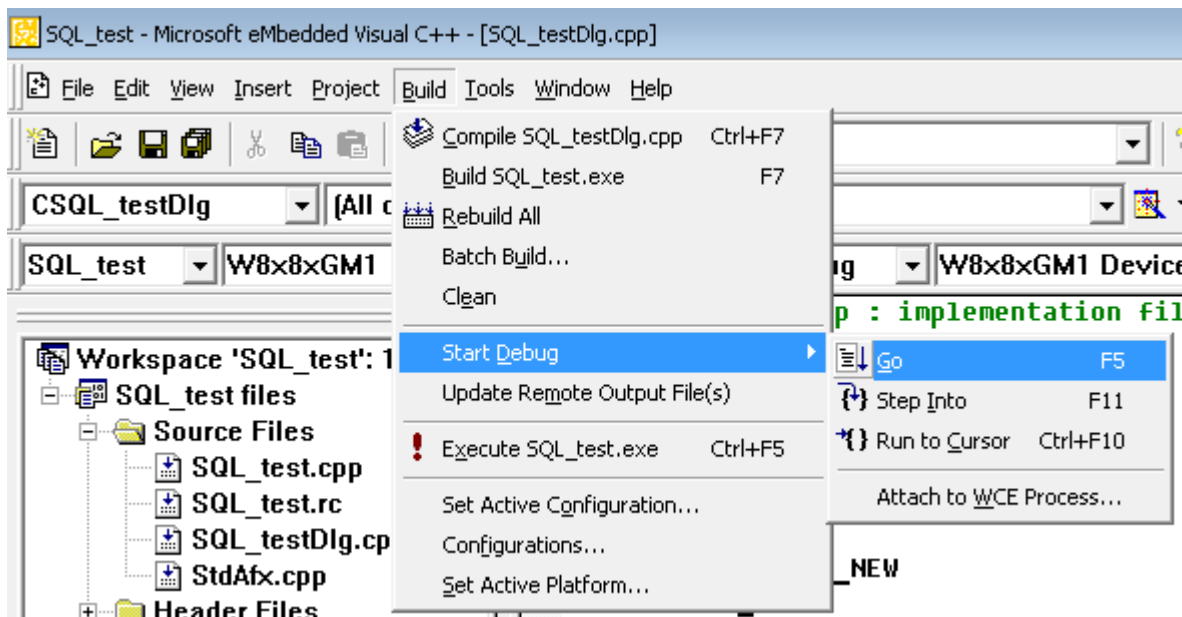 SQL_test - Microsoft eMbedded Visual C++ - [SQL_testDlg.cpp]
File Edit View Insert Project Build Tools Window Help
Compile SQL_testDlg.cpp Ctrl+F7
Build SQL_test.exe F7
CSQL_testDlg (All c
Rebuild All
Batch Build...
SQL_test W8x8xGM1 ug W8x8xGM1 Device
Clean
p : implementation fil
Workspace 'SQL_test': 1
Start Debug
Go F5
SQL_test files
Update Remote Output File(s)
Step Into F11
Source Files
Execute SQL_test.exe Ctrl+F5
Run to Cursor Ctrl+F10
SQL_test.cpp
SQL_test.rc
Set Active Configuration...
Attach to WCE Process...
SQL_testDlg.cp
Configurations...
StdAfx.cpp
Set Active Platform...
_NEW
Header Files